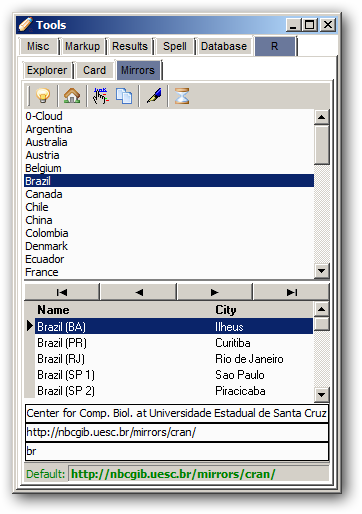 Tools
Misc Markup Results Spell Database R
Explorer Card Mirrors
0-Cloud
Argentina
Australia
Austria
Belgium
Brazil
Canada
Chile
China
Colombia
Denmark
Ecuador
France
Name City
Brazil (BA) Ilheus
Brazil (PR) Curitiba
Brazil (RJ) Rio de Janeiro
Brazil (SP 1) Sao Paulo
Brazil (SP 2) Piracicaba
Center for Comp. Biol. at Universidade Estadual de Santa Cruz
http://nbcgib.uesc.br/mirrors/cran/
br
Default: http://nbcgib.uesc.br/mirrors/cran/